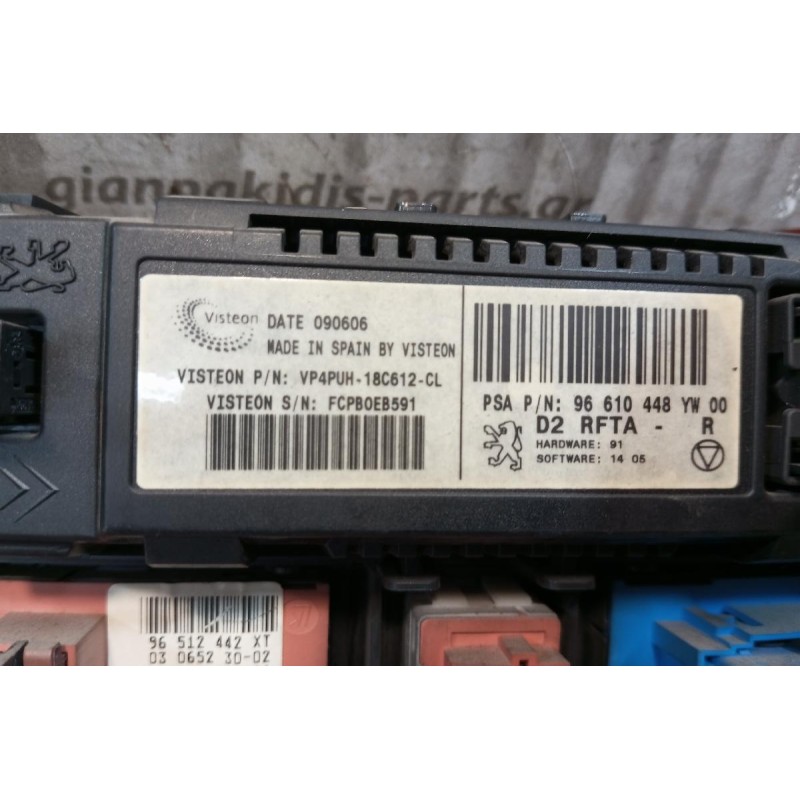 giannakidis-parts.gr
Visteon
DATE 090606
MADE IN SPAIN BY VISTEON
VISTEON P/N: VP4PUH-18C612-CL
VISTEON S/N: FCPB0EB591
PSA P/N: 96 610 448 YW 00
D2 RFTA - R
HARDWARE: 91
SOFTWARE: 14 05
96 512 442 XT
03 0652 30-02